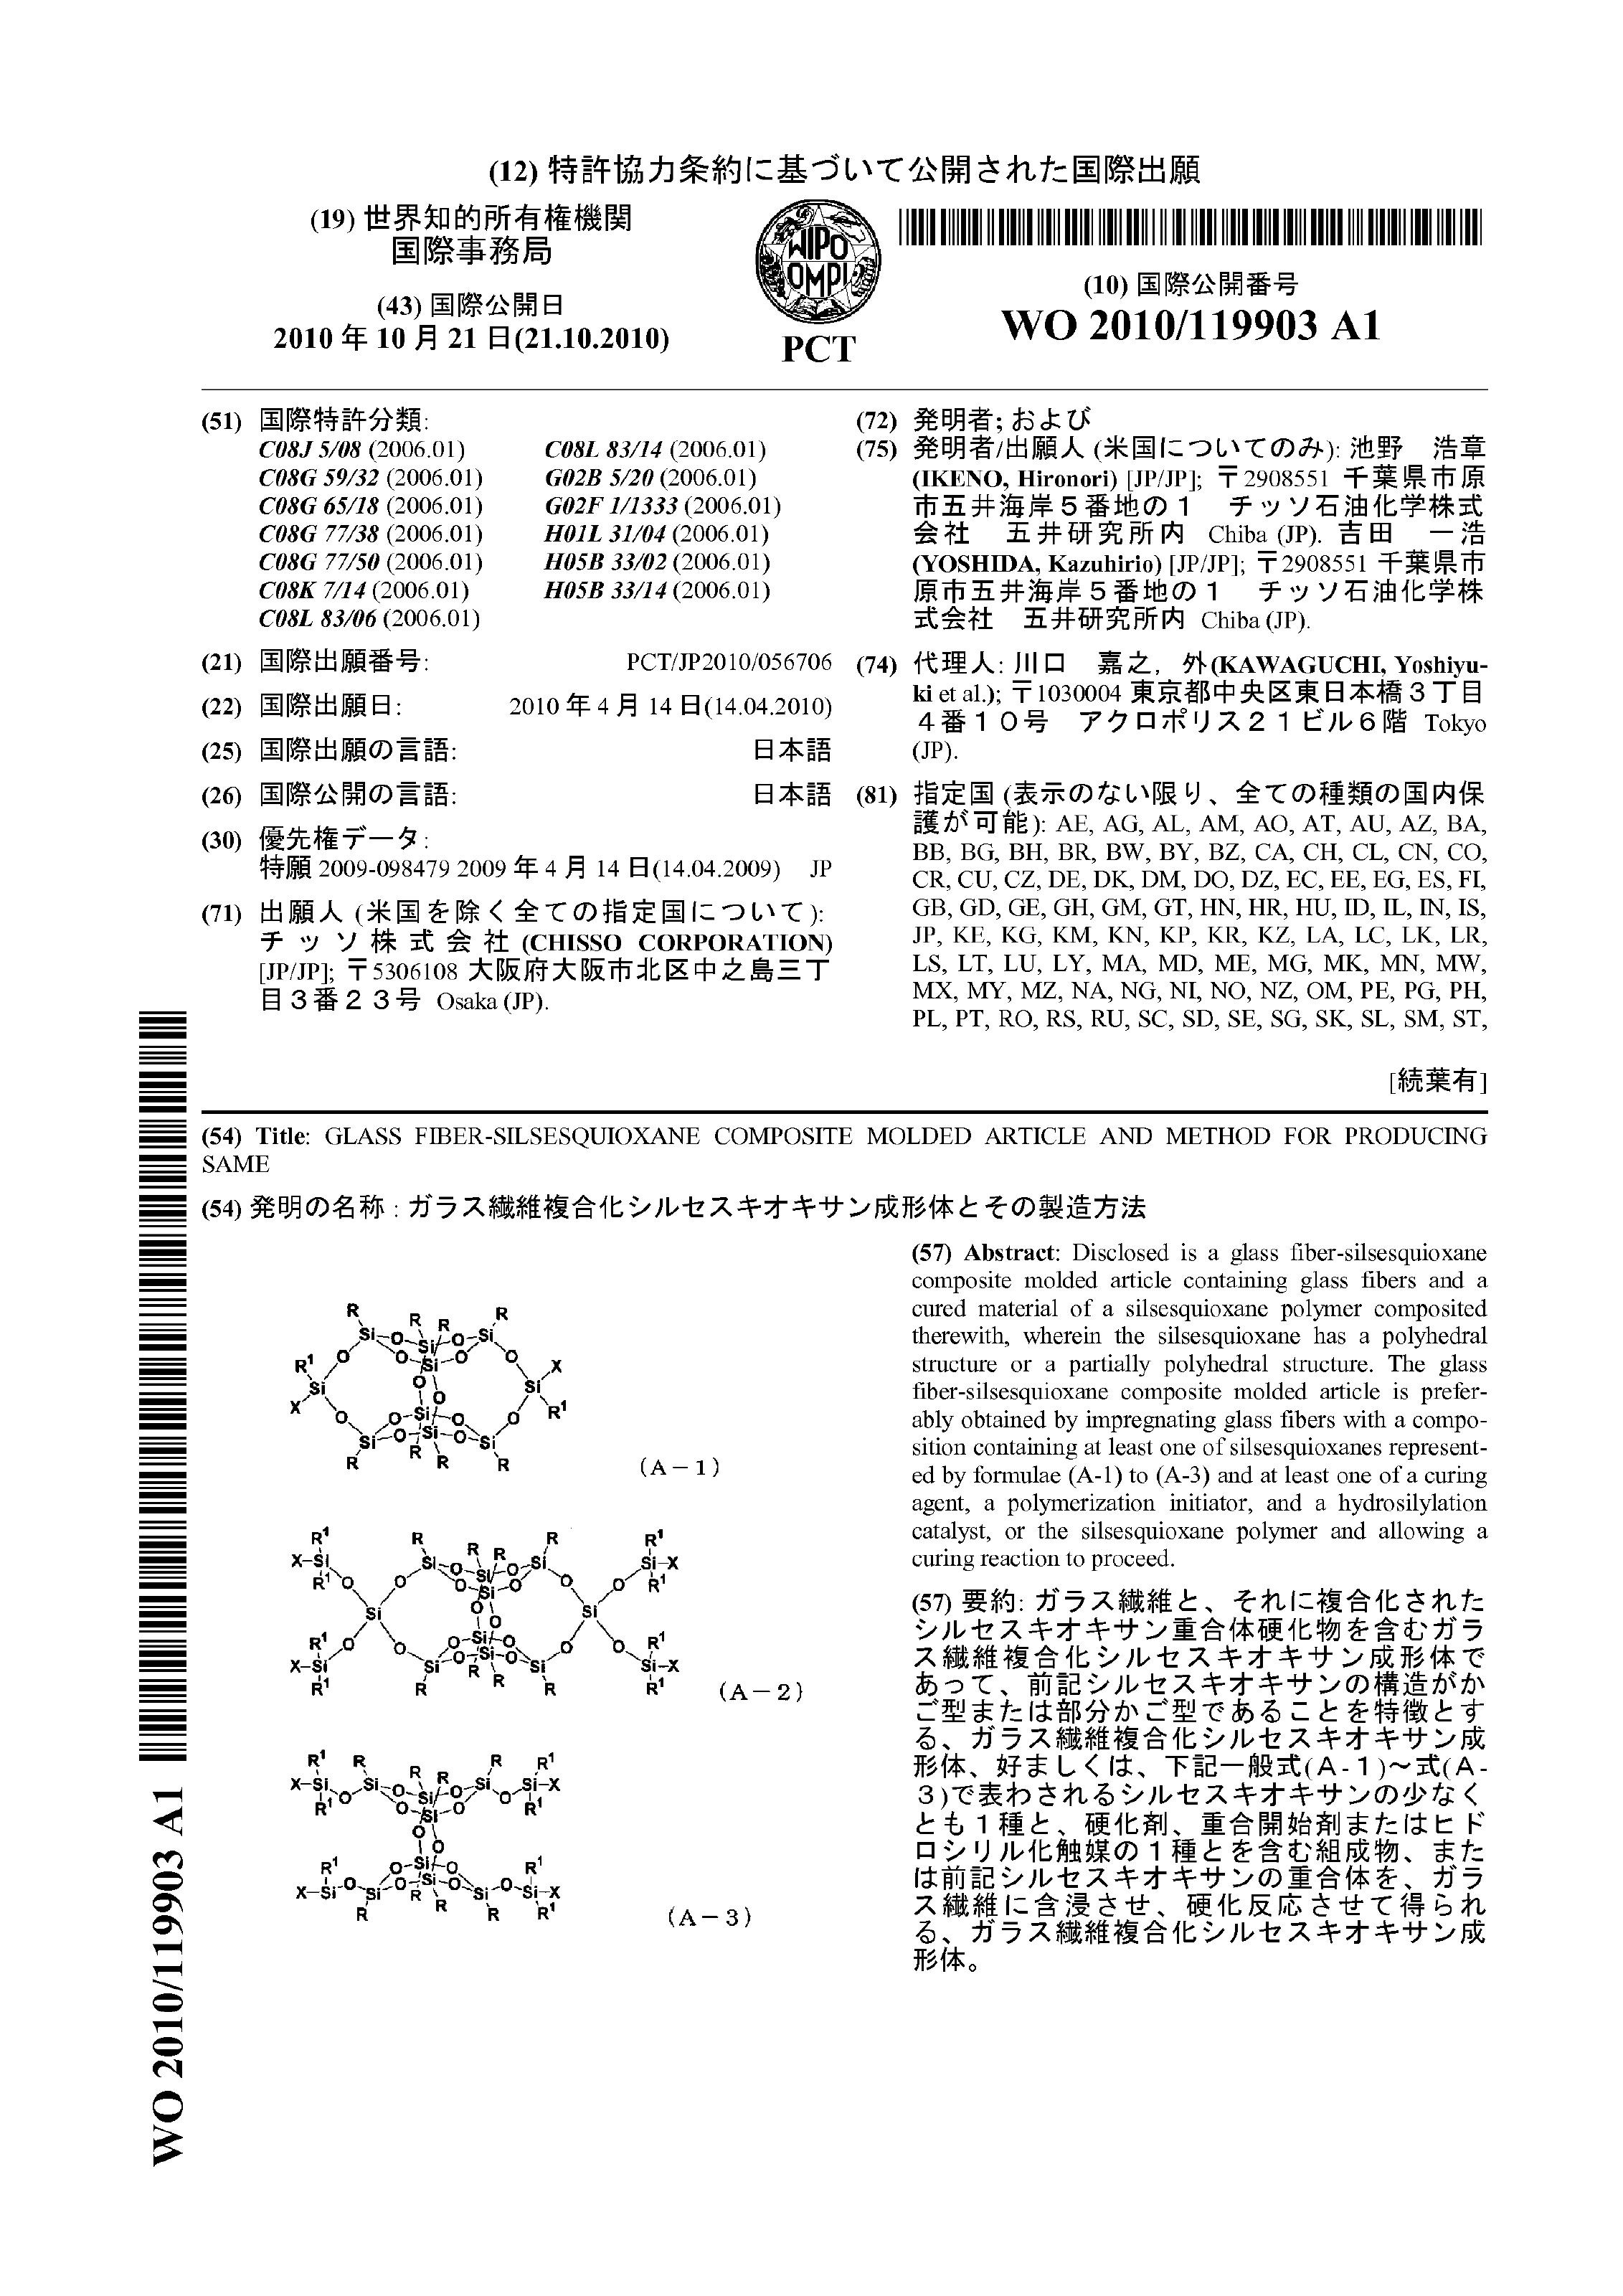 (12) 特許協力条約に基づいて公開された国際出願
(19) 世界知的所有権機関
国際事務局
(43) 国際公開日
2010 年 10 月 21 日(21.10.2010)
WIPO
OMPI
PCT
(10) 国際公開番号
WO 2010/119903 A1
(51) 国際特許分類:
C08J 5/08 (2006.01) C08L 83/14 (2006.01)
C08G 59/32 (2006.01) G02B 5/20 (2006.01)
C08G 65/18 (2006.01) G02F 1/1333 (2006.01)
C08G 77/38 (2006.01) H01L 31/04 (2006.01)
C08G 77/50 (2006.01) H05B 33/02 (2006.01)
C08K 7/14 (2006.01) H05B 33/14 (2006.01)
C08L 83/06 (2006.01)
(21) 国際出願番号: PCT/JP2010/056706
(22) 国際出願日: 2010 年 4 月 14 日(14.04.2010)
(25) 国際出願の言語: 日本語
(26) 国際公開の言語: 日本語
(30) 優先権データ:
特願 2009-098479 2009 年 4 月 14 日(14.04.2009) JP
(71) 出願人 (米国を除く全ての指定国について):
チッソ株式会社 (CHISSO CORPORATION)
[JP/JP]; 〒5306108 大阪府大阪市北区中之島三丁
目3番23号 Osaka (JP).
(72) 発明者; および
(75) 発明者/出願人 (米国についてのみ): 池野 浩章
(IKENO, Hironori) [JP/JP]; 〒2908551 千葉県市原
市五井海岸5番地の1 チッソ石油化学株式
会社 五井研究所内 Chiba (JP). 吉田 一浩
(YOSHIDA, Kazuhirio) [JP/JP]; 〒2908551 千葉県市
原市五井海岸5番地の1 チッソ石油化学株
式会社 五井研究所内 Chiba (JP).
(74) 代理人: 川口 嘉之, 外(KAWAGUCHI, Yoshiyu-
ki et al.); 〒1030004 東京都中央区東日本橋3丁目
4番10号 アクロポリス21ビル6階 Tokyo
(JP).
(81) 指定国 (表示のない限り、全ての種類の国内保
護が可能): AE, AG, AL, AM, AO, AT, AU, AZ, BA,
BB, BG, BH, BR, BW, BY, BZ, CA, CH, CL, CN, CO,
CR, CU, CZ, DE, DK, DM, DO, DZ, EC, EE, EG, ES, FI,
GB, GD, GE, GH, GM, GT, HN, HR, HU, ID, IL, IN, IS,
JP, KE, KG, KM, KN, KP, KR, KZ, LA, LC, LK, LR,
LS, LT, LU, LY, MA, MD, ME, MG, MK, MN, MW,
MX, MY, MZ, NA, NG, NI, NO, NZ, OM, PE, PG, PH,
PL, PT, RO, RS, RU, SC, SD, SE, SG, SK, SL, SM, ST,
[続葉有]
(54) Title: GLASS FIBER-SILSESQUIOXANE COMPOSITE MOLDED ARTICLE AND METHOD FOR PRODUCING
SAME
(54) 発明の名称 : ガラス繊維複合化シルセスキオキサン成形体とその製造方法
(A-1)
(A-2)
(A-3)
(57) Abstract: Disclosed is a glass fiber-silsesquioxane
composite molded article containing glass fibers and a
cured material of a silsesquioxane polymer composited
therewith, wherein the silsesquioxane has a polyhedral
structure or a partially polyhedral structure. The glass
fiber-silsesquioxane composite molded article is prefer-
ably obtained by impregnating glass fibers with a compo-
sition containing at least one of silsesquioxanes represent-
ed by formulae (A-1) to (A-3) and at least one of a curing
agent, a polymerization initiator, and a hydrosilylation
catalyst, or the silsesquioxane polymer and allowing a
curing reaction to proceed.
(57) 要約: ガラス繊維と、それに複合化された
シルセスキオキサン重合体硬化物を含むガラ
ス繊維複合化シルセスキオキサン成形体で
あって、前記シルセスキオキサンの構造がか
ご型または部分かご型であることを特徴とす
る、ガラス繊維複合化シルセスキオキサン成
形体、好ましくは、下記一般式(A-1)~式(A-
3)で表わされるシルセスキオキサンの少なく
とも1種と、硬化剤、重合開始剤またはヒド
ロシリル化触媒の1種とを含む組成物、また
は前記シルセスキオキサンの重合体を、ガラ
ス繊維に含浸させ、硬化反応させて得られ
る、ガラス繊維複合化シルセスキオキサン成
形体。
WO 2010/119903 A1